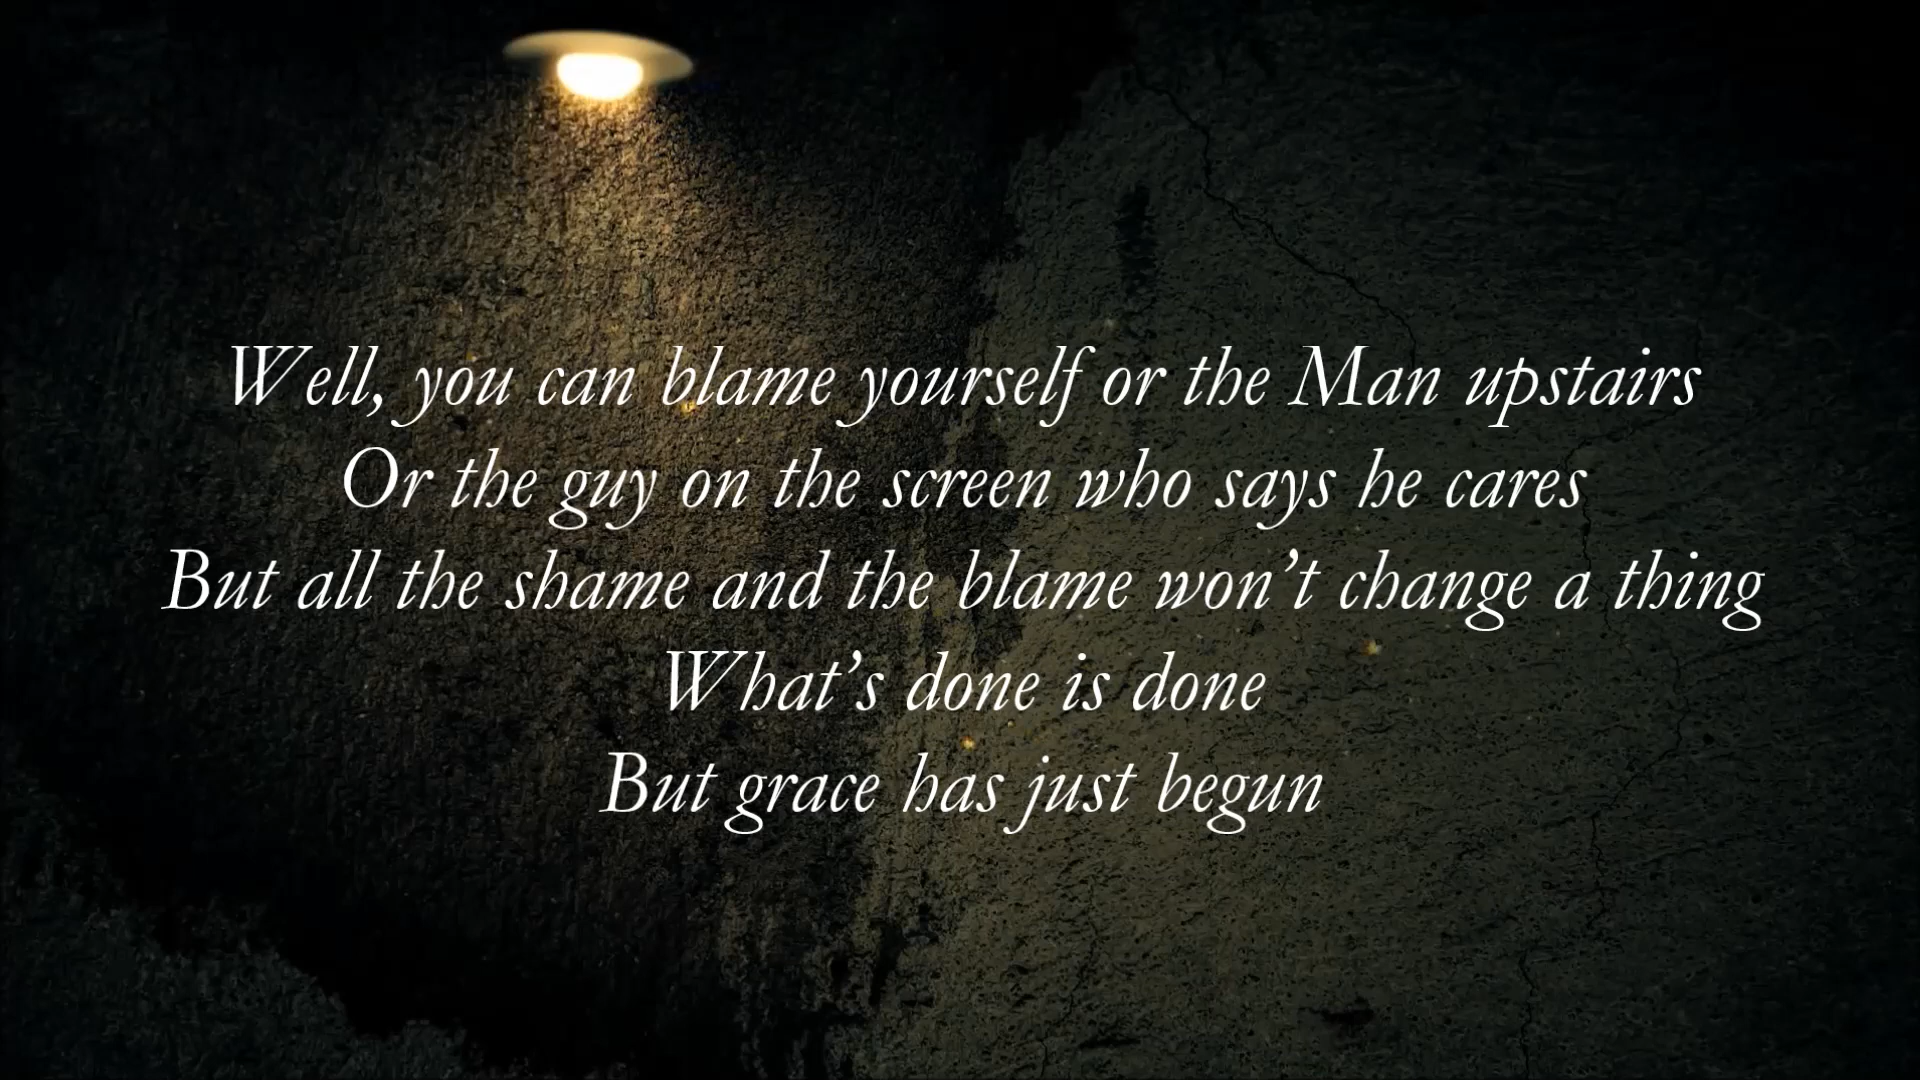 Well, you can blame yourself or the Man upstairs
Or the guy on the screen who says he cares
But all the shame and the blame won’t change a thing
What’s done is done
But grace has just begun